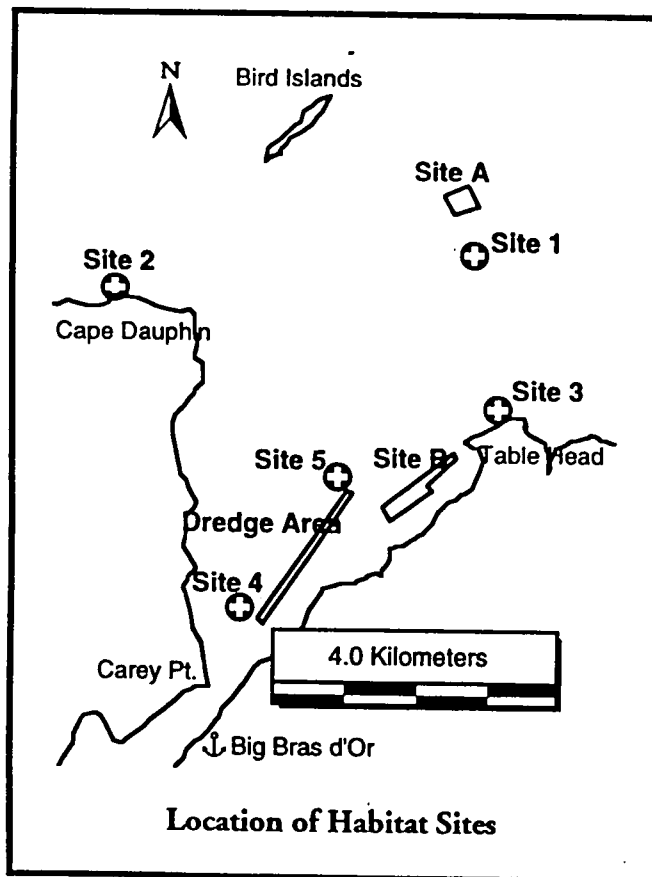 N
Bird Islands
Site A
Site 1
Site 2
Cape Dauphin
Site 3
Site 5
Site B
Table Head
Dredge Area
Site 4
4.0 Kilometers
Carey Pt.
Big Bras d'Or
Location of Habitat Sites